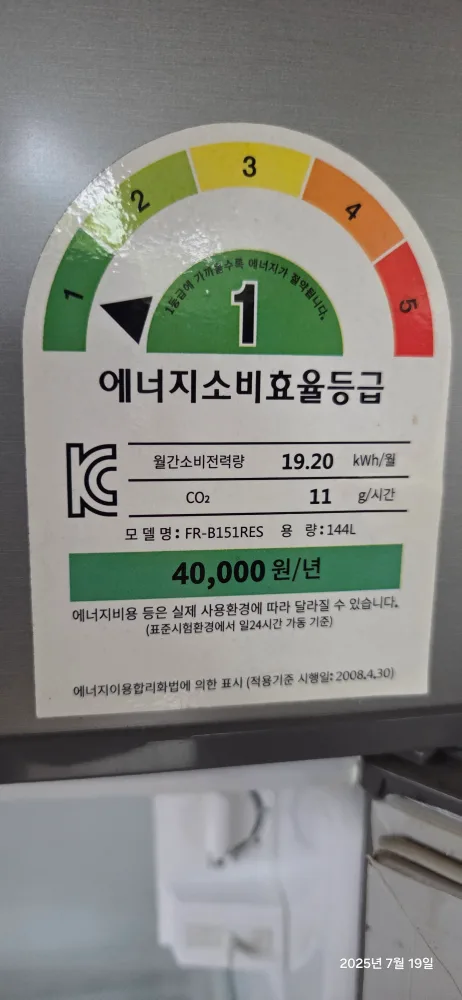 1 2 3 4 5
1등급에 가까울수록 에너지가 절약됩니다.
1
에너지소비효율등급
월간소비전력량 19.20 kWh/월
CO₂ 11 g/시간
모델명: FR-B151RES 용 량: 144L
40,000 원/년
에너지비용 등은 실제 사용환경에 따라 달라질 수 있습니다.
(표준시험환경에서 일24시간 가동 기준)
에너지이용합리화법에 의한 표시 (적용기준 시행일: 2008.4.30)
2025년 7월 19일